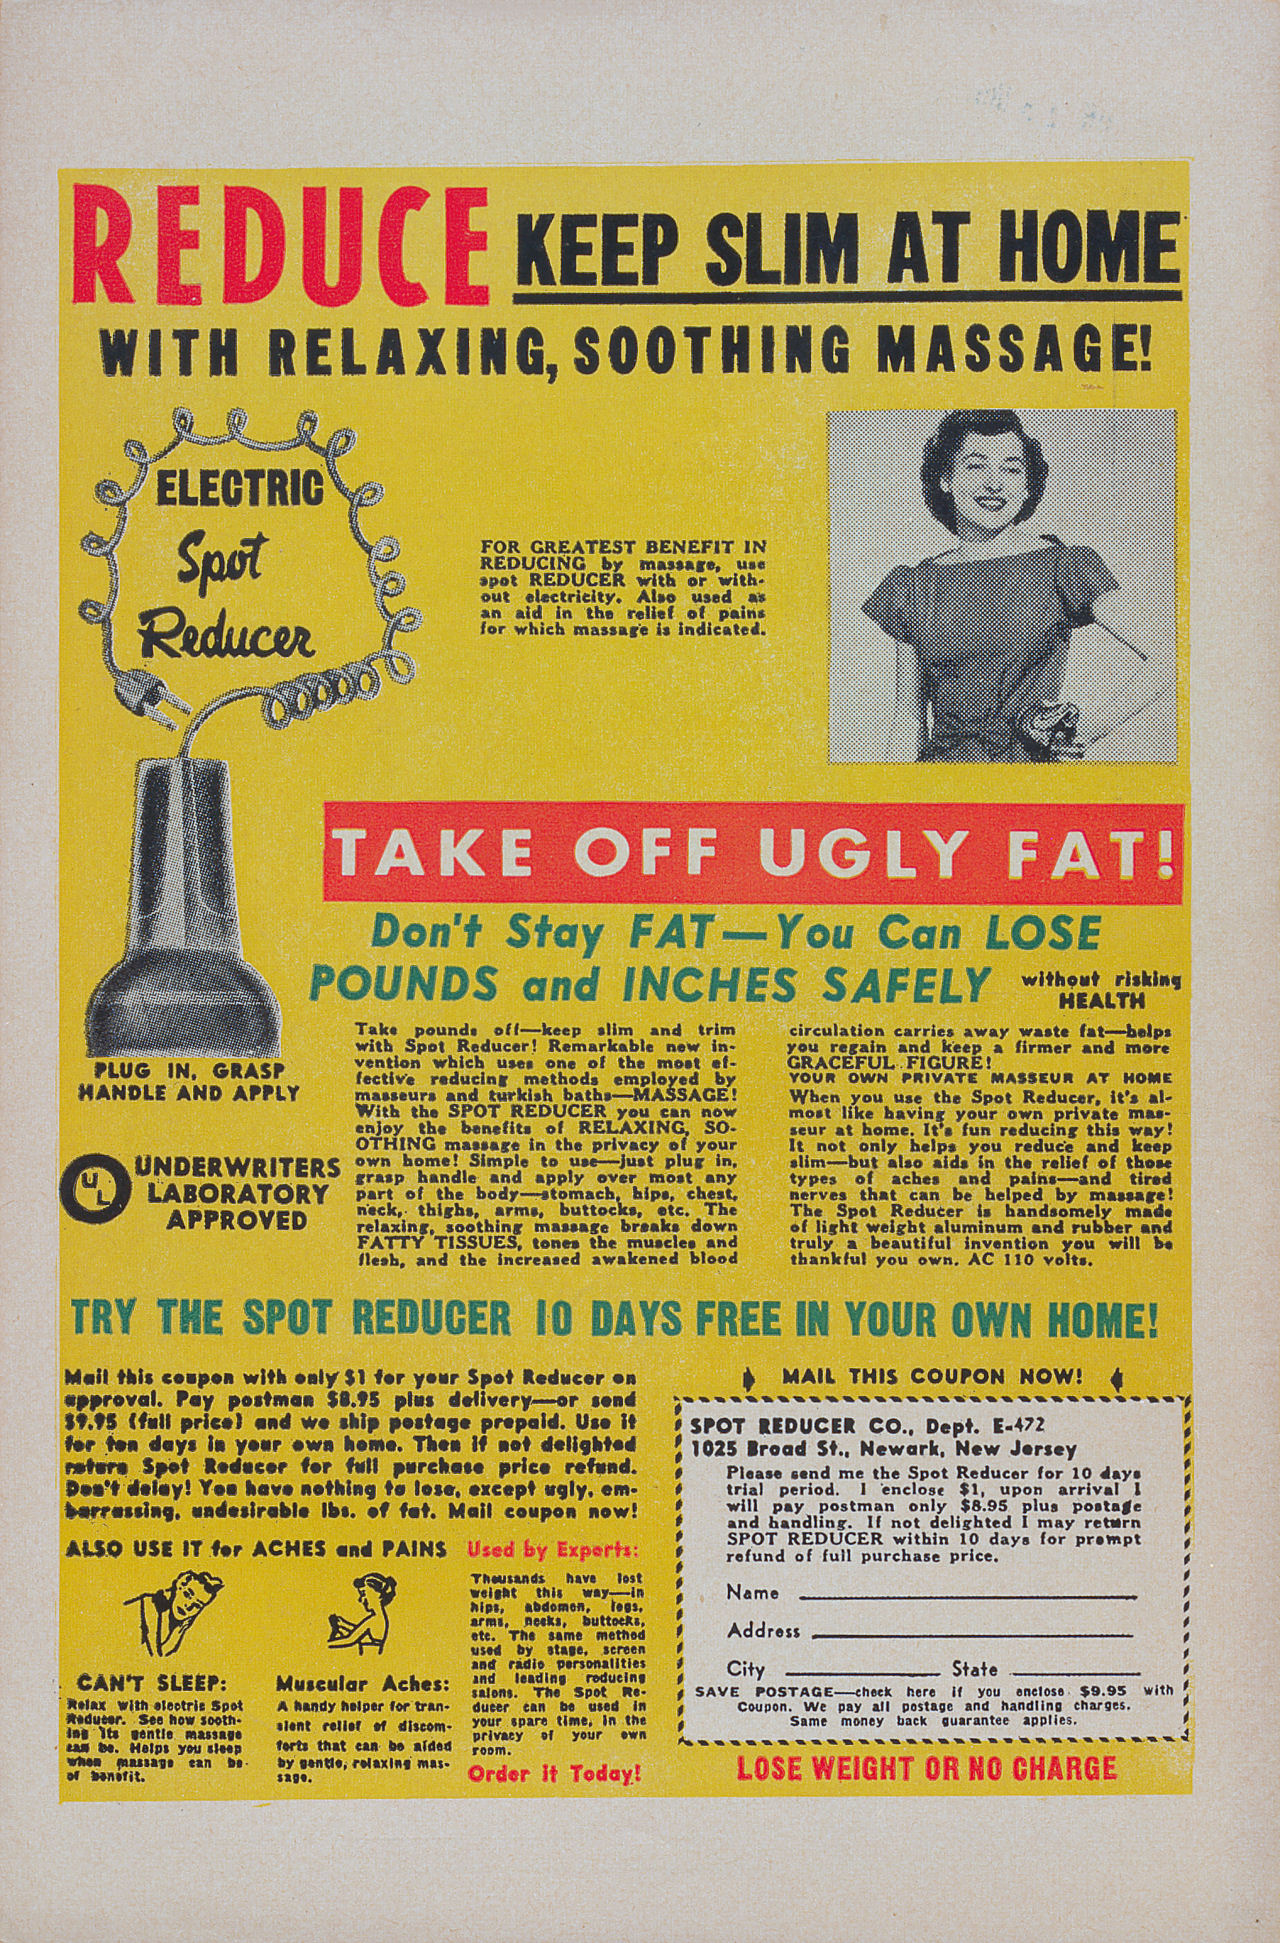 REDUCE KEEP SLIM AT HOME
WITH RELAXING, SOOTHING MASSAGE!
ELECTRIC
Spot
Reducer
FOR GREATEST BENEFIT IN
REDUCING by massage, use
spot REDUCER with or with-
out electricity. Also used as
an aid in the relief of pains
for which massage is indicated.
TAKE OFF UGLY FAT!
Don't Stay FAT—You Can LOSE
POUNDS and INCHES SAFELY without risking
HEALTH
PLUG IN, GRASP
HANDLE AND APPLY
UL
UNDERWRITERS
LABORATORY
APPROVED
Take pounds off—keep slim and trim
with Spot Reducer! Remarkable new in-
vention which uses one of the most ef-
fective reducing methods employed by
masseurs and turkish baths—MASSAGE!
With the SPOT REDUCER you can now
enjoy the benefits of RELAXING, SO-
OTHING massage in the privacy of your
own home! Simple to use—just plug in,
grasp handle and apply over most any
part of the body—stomach, hips, chest,
neck, thighs, arms, buttocks, etc. The
relaxing, soothing massage breaks down
FATTY TISSUES, tones the muscles and
flesh, and the increased awakened blood
circulation carries away waste fat—helps
you regain and keep a firmer and more
GRACEFUL FIGURE!
YOUR OWN PRIVATE MASSEUR AT HOME
When you use the Spot Reducer, it's al-
most like having your own private mas-
seur at home. It's fun reducing this way!
It not only helps you reduce and keep
slim—but also aids in the relief of those
types of aches and pains—and tired
nerves that can be helped by massage!
The Spot Reducer is handsomely made
of light weight aluminum and rubber and
truly a beautiful invention you will be
thankful you own. AC 110 volts.
TRY THE SPOT REDUCER 10 DAYS FREE IN YOUR OWN HOME!
Mail this coupon with only $1 for your Spot Reducer on
approval. Pay postman $8.95 plus delivery—or send
$9.95 (full price) and we ship postage prepaid. Use it
for ten days in your own home. Then if not delighted
return Spot Reducer for full purchase price refund.
Don't delay! You have nothing to lose, except ugly, em-
barrassing, undesirable lbs. of fat. Mail coupon now!
ALSO USE IT for ACHES and PAINS
CAN'T SLEEP:
Relax with electric Spot
Reducer. See how sooth-
ing its gentle massage
can be. Helps you sleep
when massage can be
of benefit.
Muscular Aches:
A handy helper for tran-
sient relief of discom-
forts that can be aided
by gentle, relaxing mas-
sage.
Used by Experts:
Thousands have lost
weight this way—in
hips, abdomen, legs,
arms, necks, buttocks,
etc. The same method
used by stage, screen
and radio personalities
and leading reducing
salons. The Spot Re-
ducer can be used in
your spare time, in the
privacy of your own
room.
Order it Today!
MAIL THIS COUPON NOW!
SPOT REDUCER CO., Dept. E-472
1025 Broad St., Newark, New Jersey
Please send me the Spot Reducer for 10 days
trial period. I enclose $1, upon arrival I
will pay postman only $8.95 plus postage
and handling. If not delighted I may return
SPOT REDUCER within 10 days for prompt
refund of full purchase price.
Name
Address
City State
SAVE POSTAGE—check here if you enclose $9.95 with
Coupon. We pay all postage and handling charges.
Same money back guarantee applies.
LOSE WEIGHT OR NO CHARGE